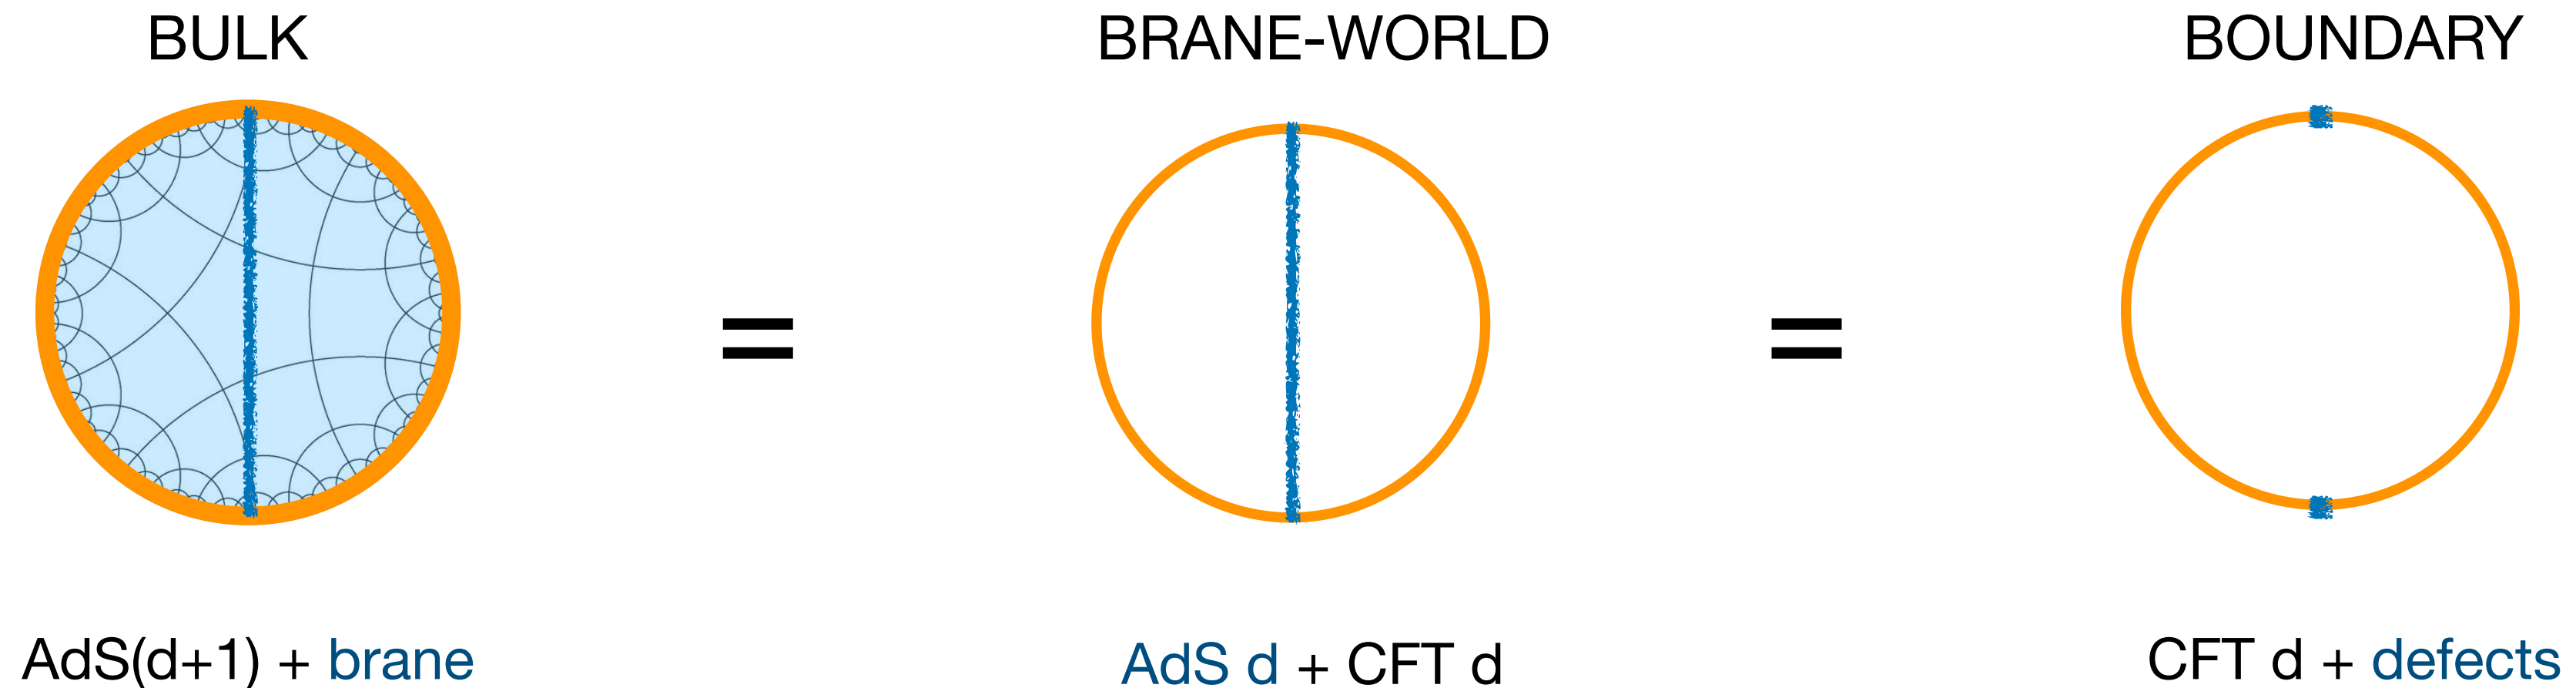 BULK
BRANE-WORLD
BOUNDARY
=
=
AdS(d+1) + brane
AdS d + CFT d
CFT d + defects